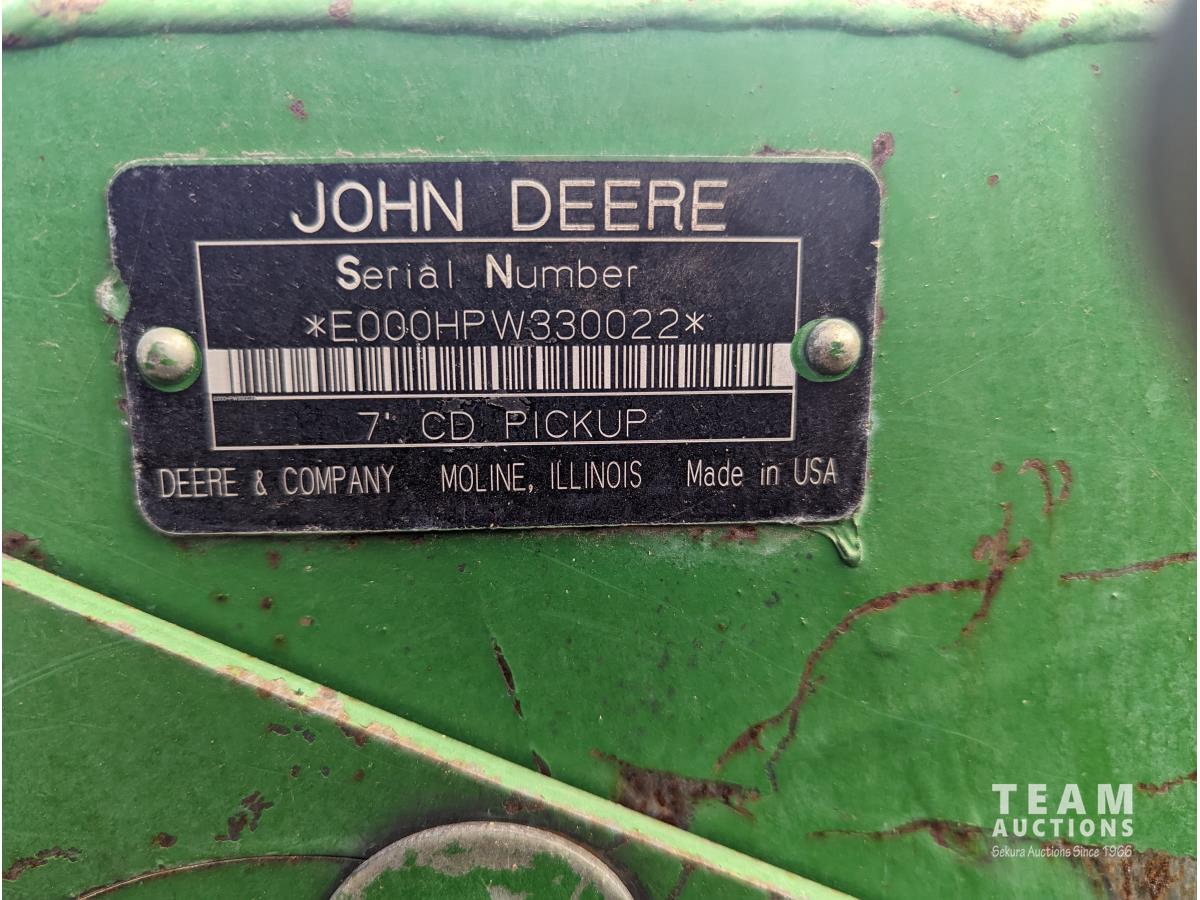 JOHN DEERE
Serial Number
*E000HPW330022*
7' CD PICKUP
DEERE & COMPANY MOLINE, ILLINOIS Made in USA
TEAM
AUCTIONS
Sekura Auctions Since 1966